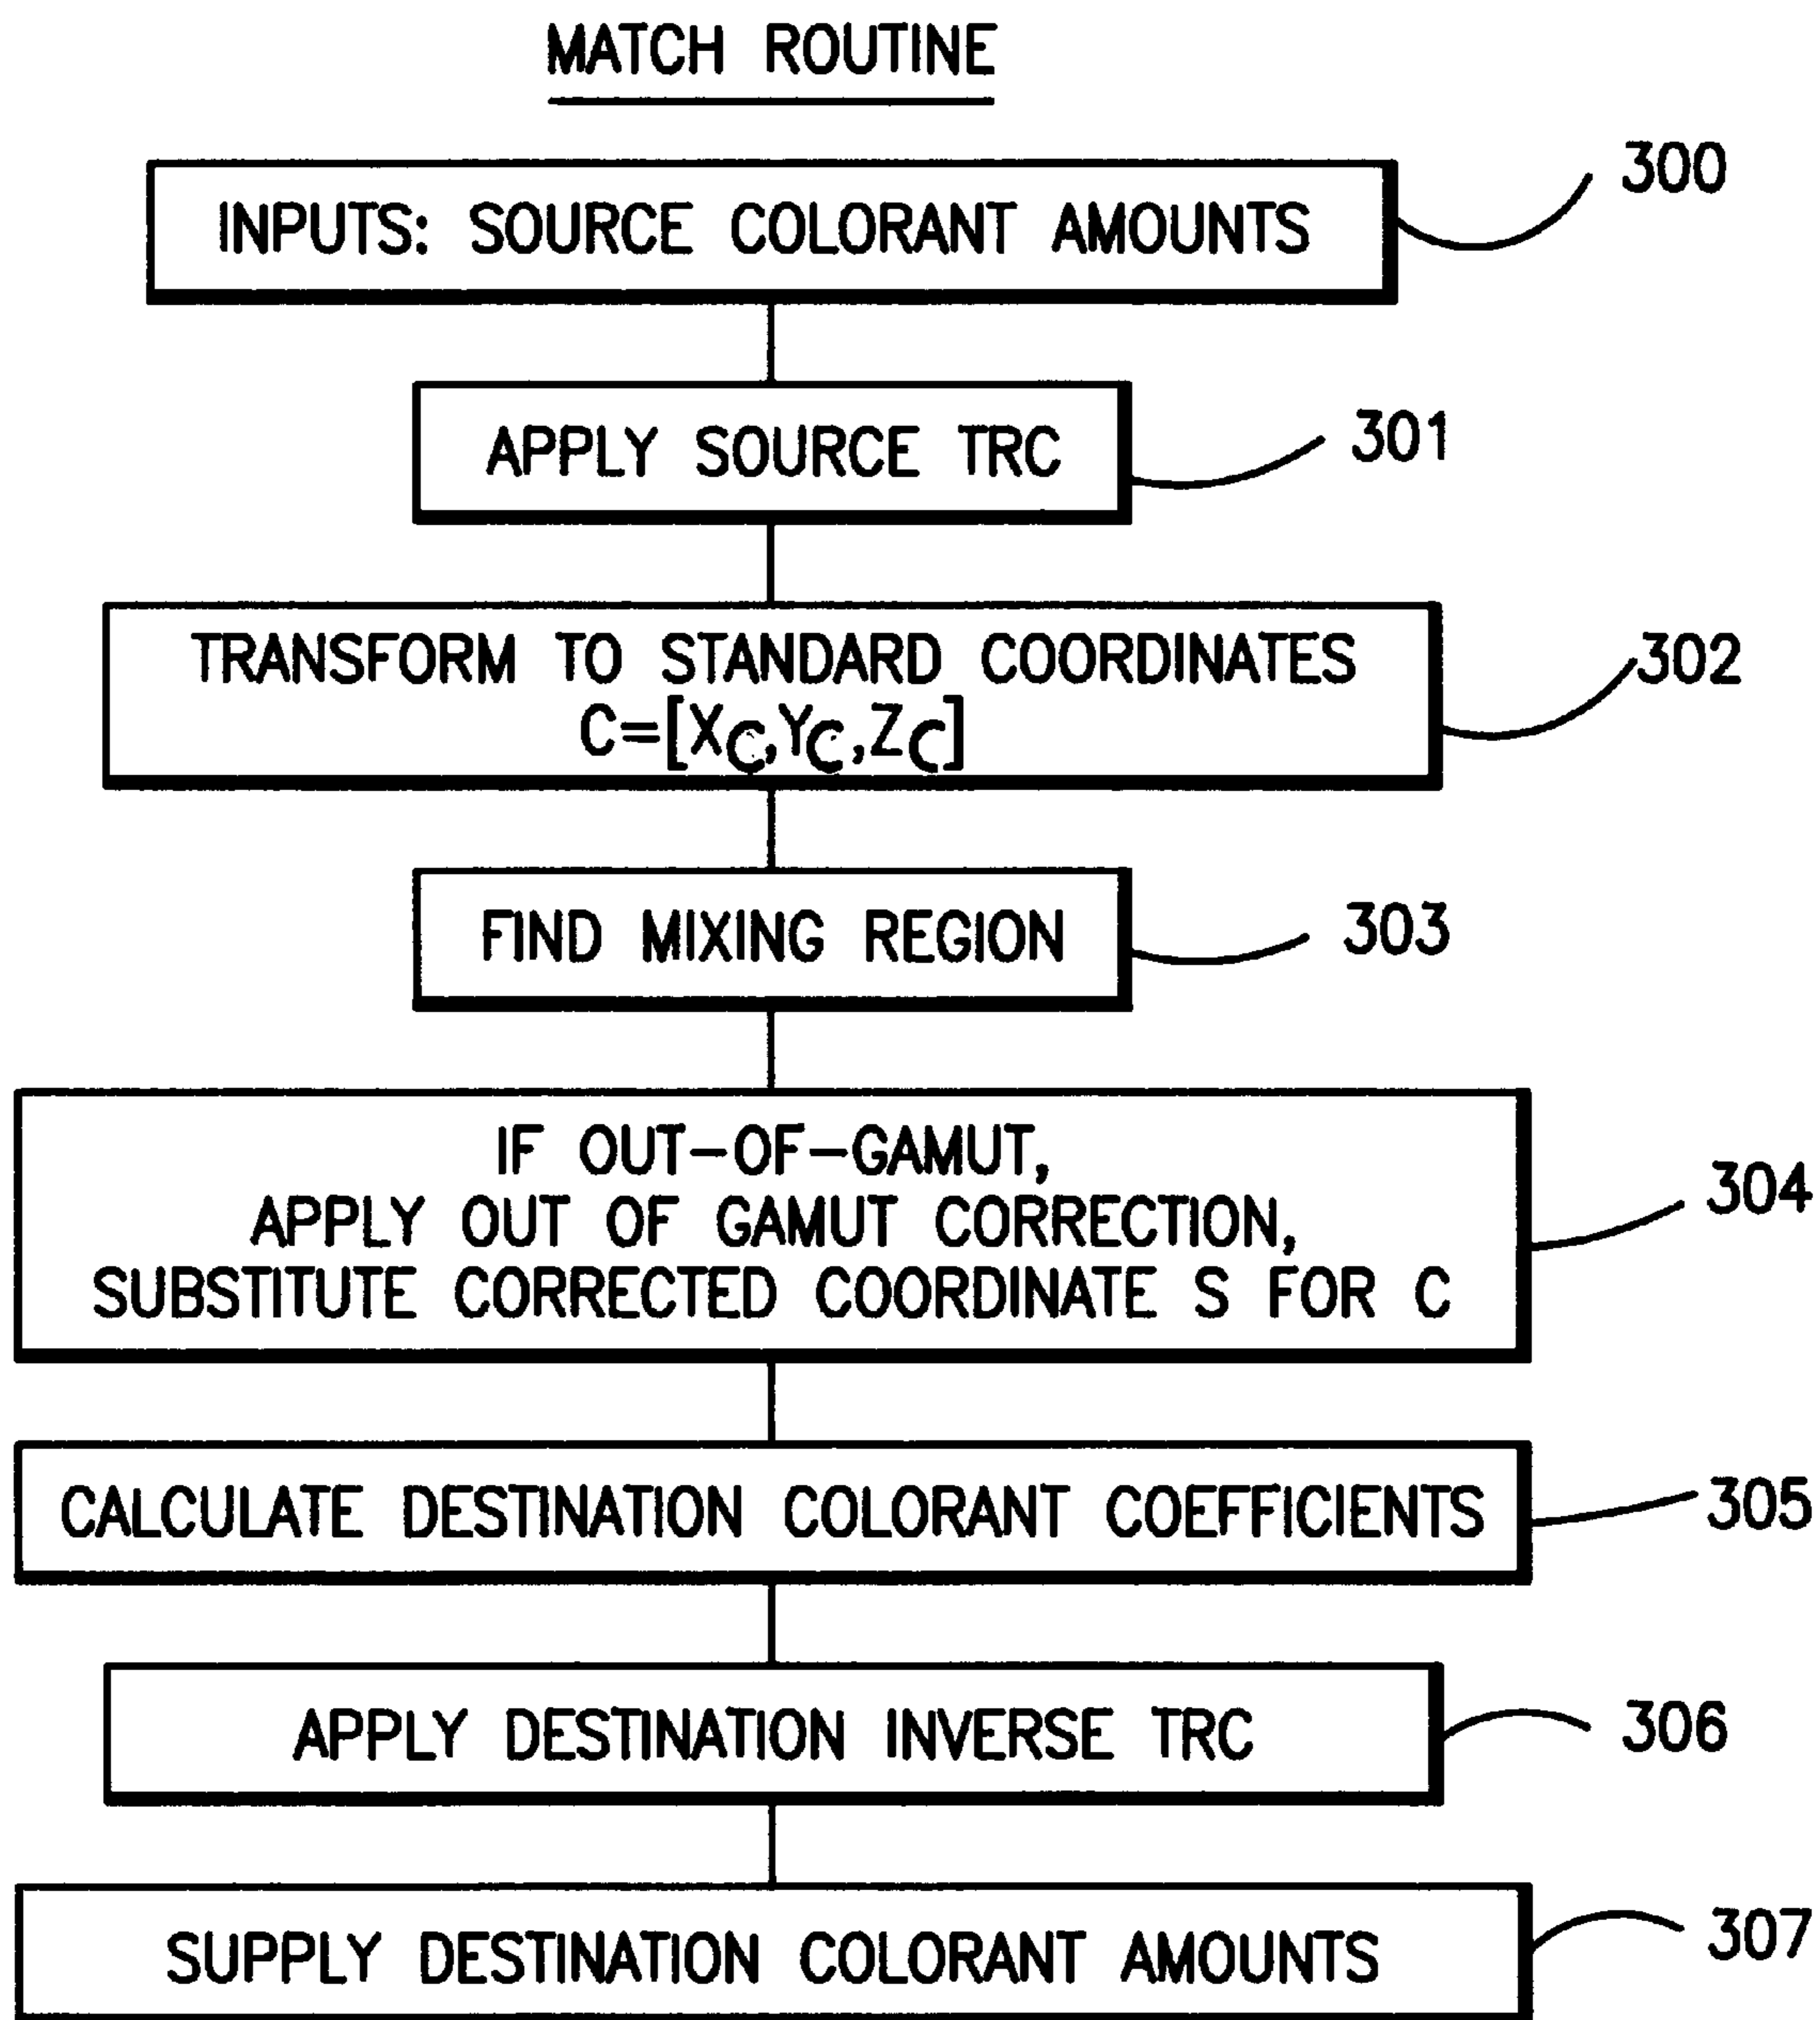 MATCH ROUTINE
INPUTS: SOURCE COLORANT AMOUNTS
300
APPLY SOURCE TRC
301
TRANSFORM TO STANDARD COORDINATES
C=[XC,YC,ZC]
302
FIND MIXING REGION
303
IF OUT-OF-GAMUT,
APPLY OUT OF GAMUT CORRECTION,
SUBSTITUTE CORRECTED COORDINATE S FOR C
304
CALCULATE DESTINATION COLORANT COEFFICIENTS
305
APPLY DESTINATION INVERSE TRC
306
SUPPLY DESTINATION COLORANT AMOUNTS
307